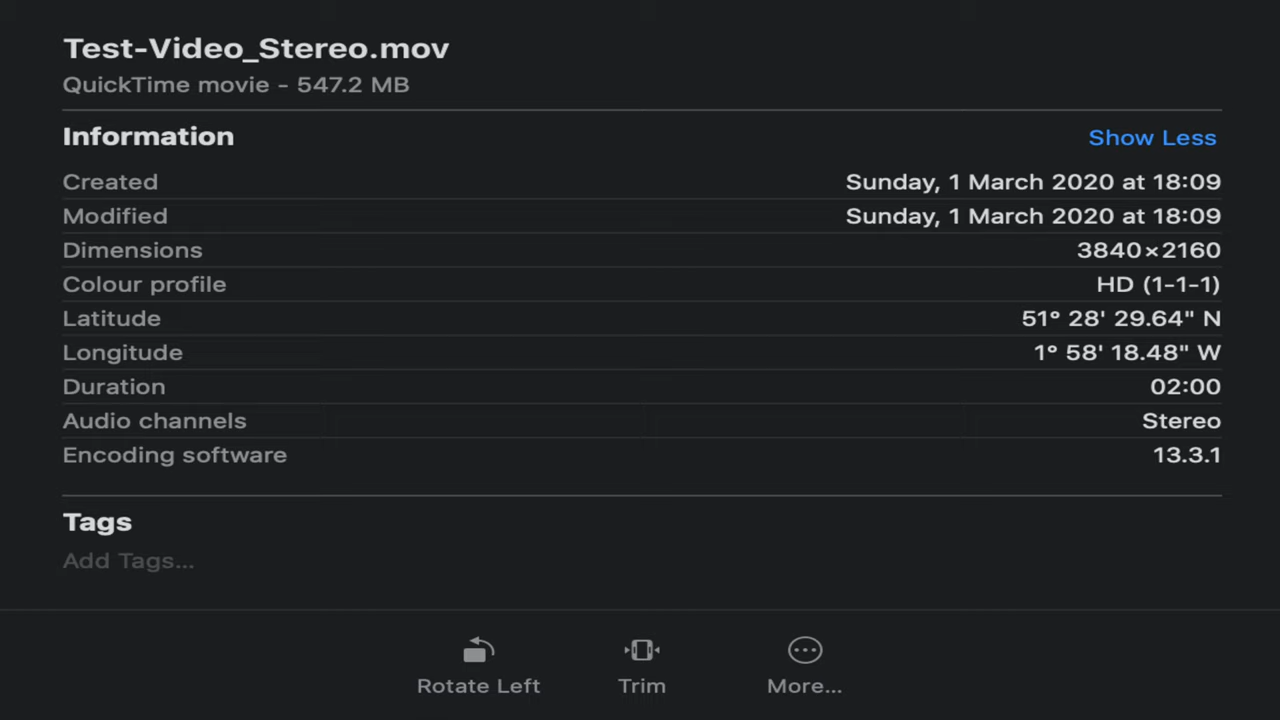 Test-Video_Stereo.mov
QuickTime movie - 547.2 MB
Information Show Less
Created Sunday, 1 March 2020 at 18:09
Modified Sunday, 1 March 2020 at 18:09
Dimensions 3840×2160
Colour profile HD (1-1-1)
Latitude 51° 28' 29.64" N
Longitude 1° 58' 18.48" W
Duration 02:00
Audio channels Stereo
Encoding software 13.3.1
Tags
Add Tags...
Rotate Left Trim More...